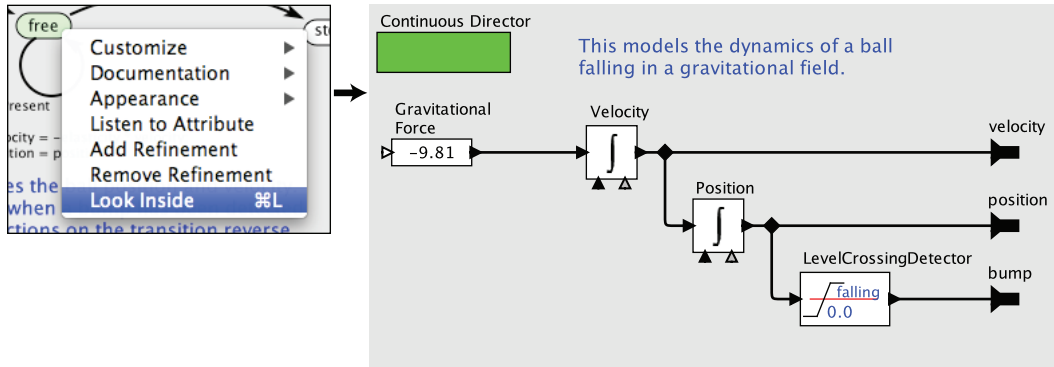 free
st
Customize
Documentation
Appearance
Listen to Attribute
Add Refinement
Remove Refinement
Look Inside ⌘L
resent
ocity = -
tion = p
es the
when
ctions on the transition reverse
Continuous Director
This models the dynamics of a ball
falling in a gravitational field.
Gravitational
Force
-9.81
Velocity
∫
velocity
Position
∫
position
LevelCrossingDetector
falling
0.0
bump